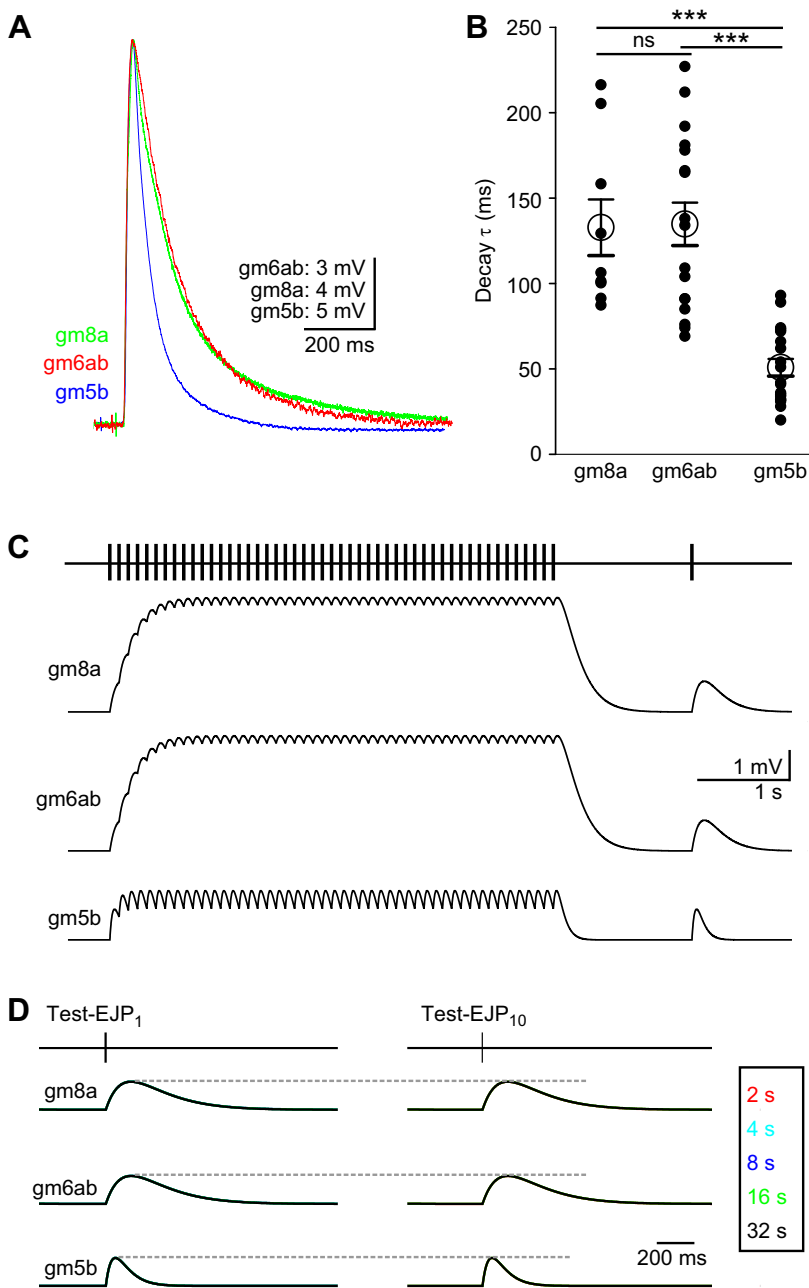 A
gm6ab: 3 mV
gm8a: 4 mV
gm5b: 5 mV
200 ms
gm8a
gm6ab
gm5b
B
***
ns
***
250
200
150
100
50
0
Decay τ (ms)
gm8a
gm6ab
gm5b
C
gm8a
gm6ab
1 mV
1 s
gm5b
D
Test-EJP1
Test-EJP10
gm8a
gm6ab
gm5b
200 ms
2 s
4 s
8 s
16 s
32 s